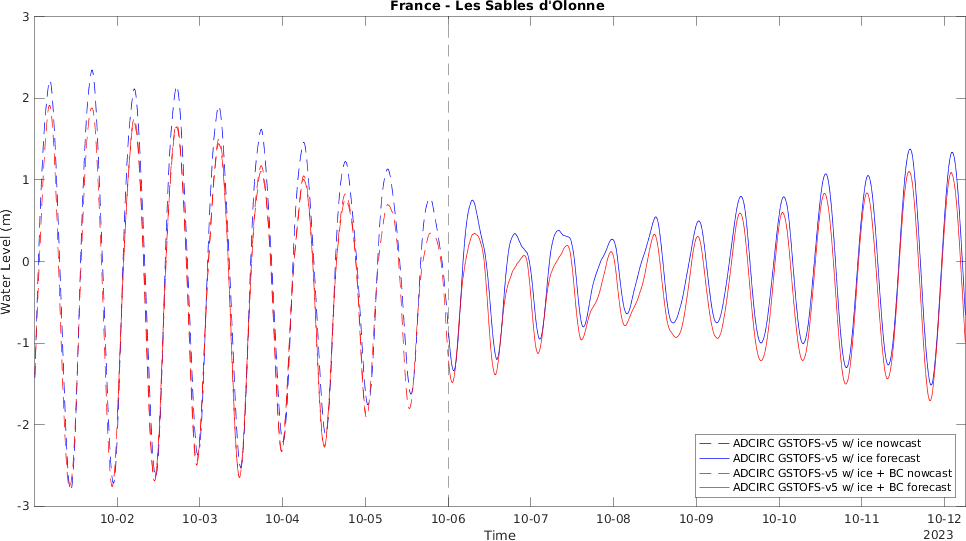 France - Les Sables d'Olonne
3
2
1
0
-1
-2
-3
Water Level (m)
10-02 10-03 10-04 10-05 10-06 10-07 10-08 10-09 10-10 10-11 10-12
Time
2023
ADCIRC GSTOFS-v5 w/ ice nowcast
ADCIRC GSTOFS-v5 w/ ice forecast
ADCIRC GSTOFS-v5 w/ ice + BC nowcast
ADCIRC GSTOFS-v5 w/ ice + BC forecast